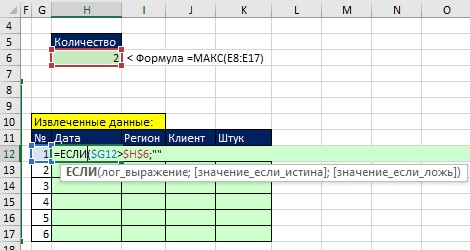 F G H I J K L M N O
4
5 Количество
6 2 < Формула =МАКС(E8:E17)
7
8
9
10 Извлеченные данные:
11 № Дата Регион Клиент Штук
12 1 =ЕСЛИ($G12>$H$6;""
ЕСЛИ(лог_выражение; [значение_если_истина]; [значение_если_ложь])
13 2
14 3
15 4
16 5
17 6